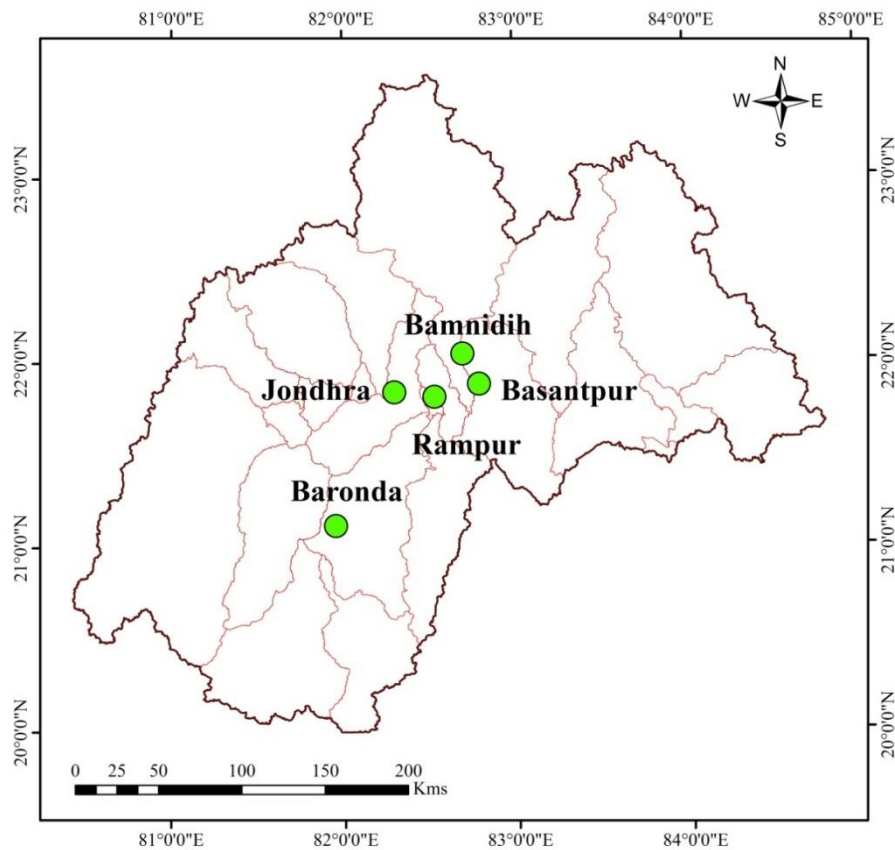 81°0'0"E 82°0'0"E 83°0'0"E 84°0'0"E 85°0'0"E
N
W E
S
23°0'0"N 23°0'0"N
Bamnidih
22°0'0"N 22°0'0"N
Jondhra Basantpur
Rampur
Baronda
21°0'0"N 21°0'0"N
20°0'0"N 20°0'0"N
0 25 50 100 150 200
Kms
81°0'0"E 82°0'0"E 83°0'0"E 84°0'0"E